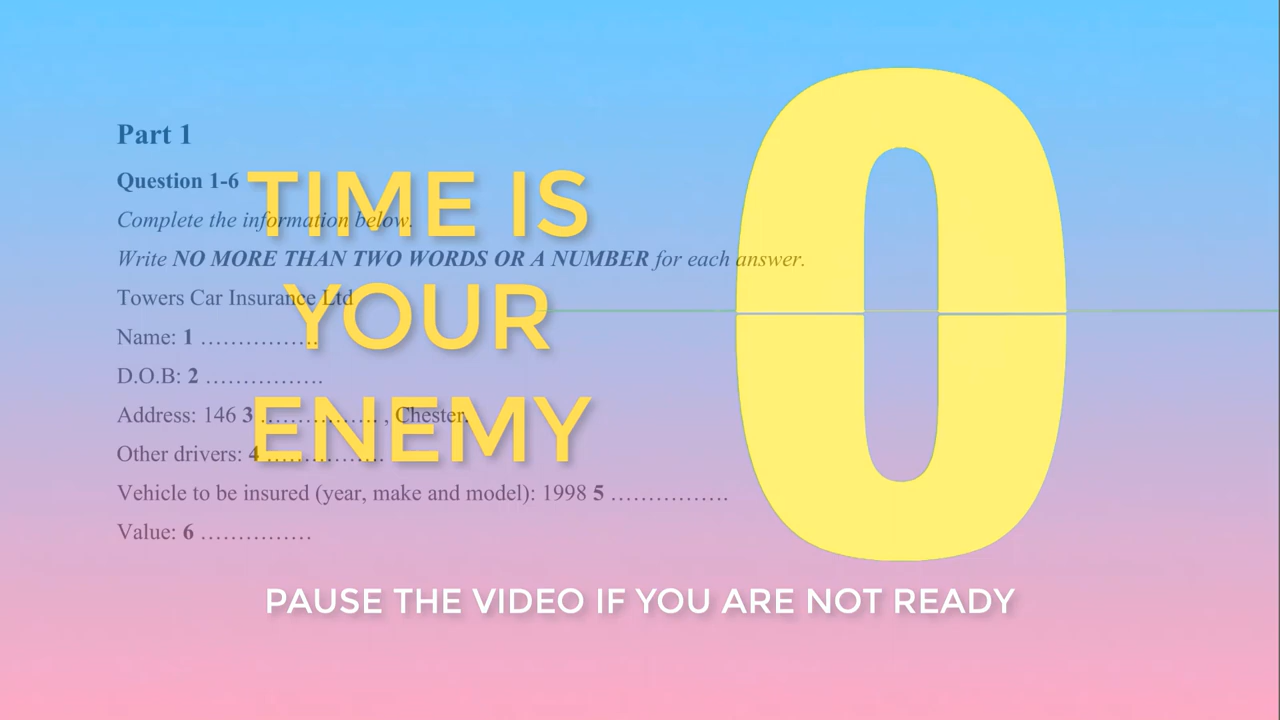 Part 1
Question 1-6
Complete the information below.
Write NO MORE THAN TWO WORDS OR A NUMBER for each answer.
Towers Car Insurance Ltd
Name: 1 ……………..
D.O.B: 2 …………….
Address: 146 3 ……………. , Chester.
Other drivers: 4 …………….
Vehicle to be insured (year, make and model): 1998 5 …………….
Value: 6 ……………
TIME IS
YOUR
ENEMY
0
PAUSE THE VIDEO IF YOU ARE NOT READY